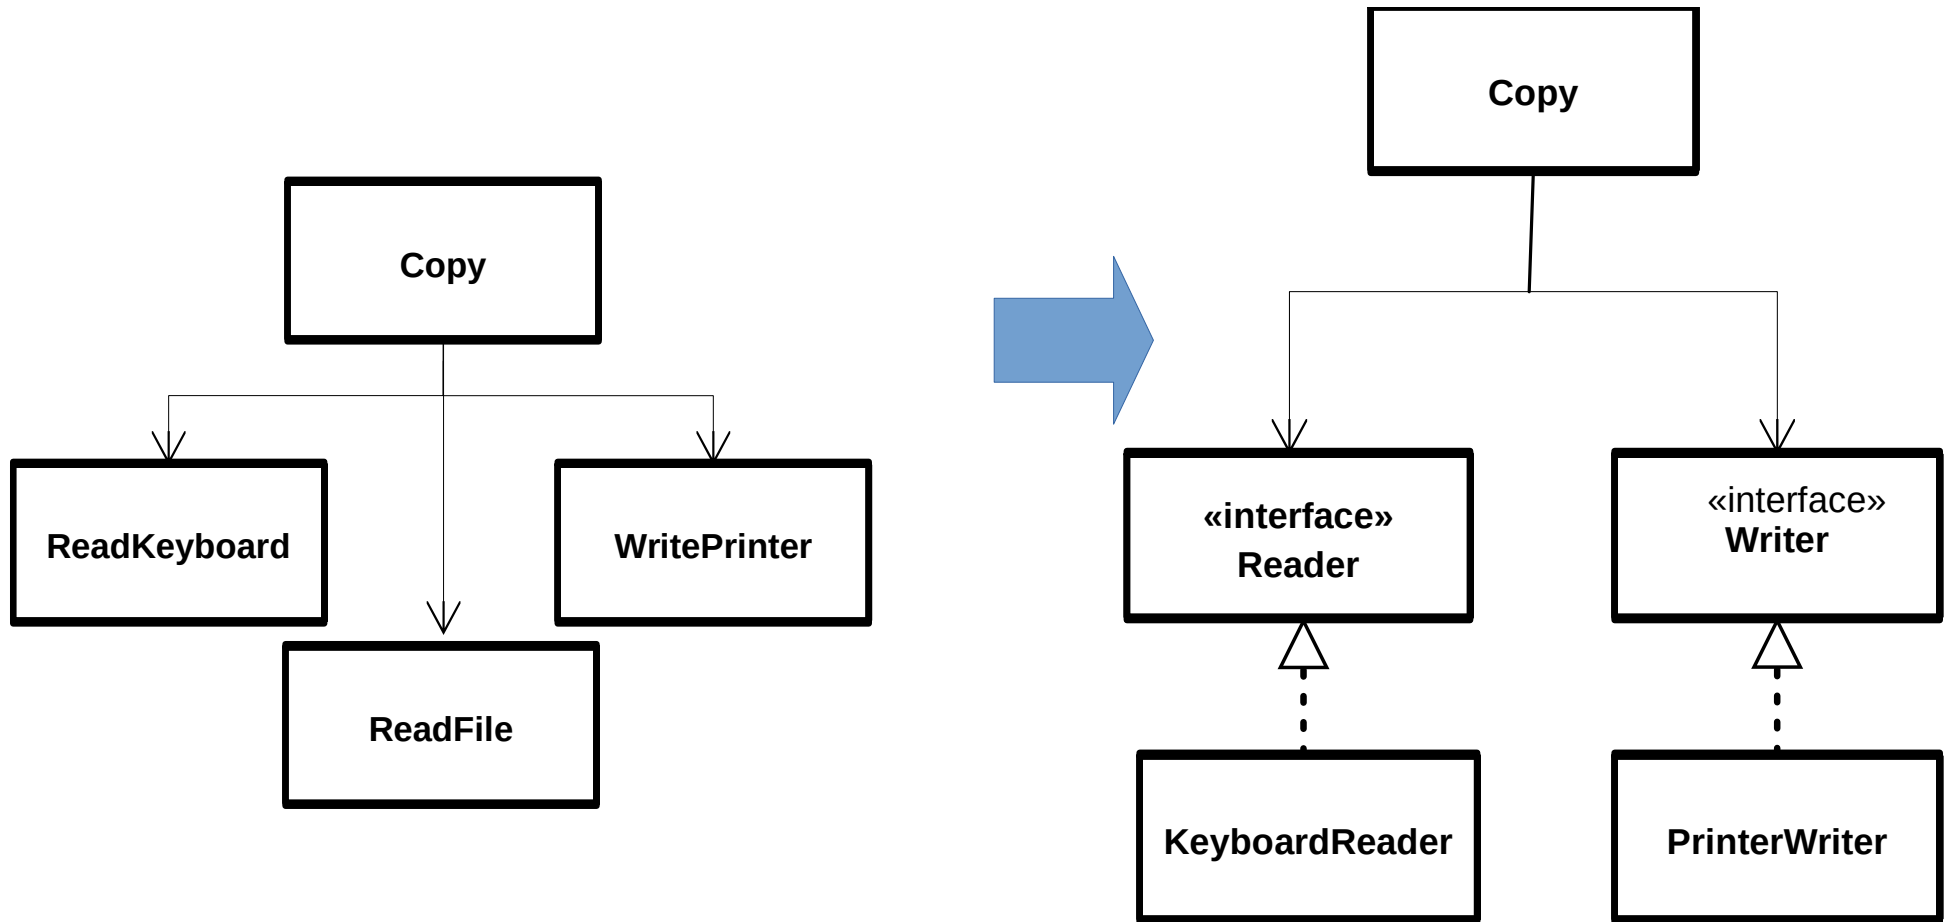 Copy
ReadKeyboard
WritePrinter
ReadFile
Copy
«interface»
Reader
«interface»
Writer
KeyboardReader
PrinterWriter